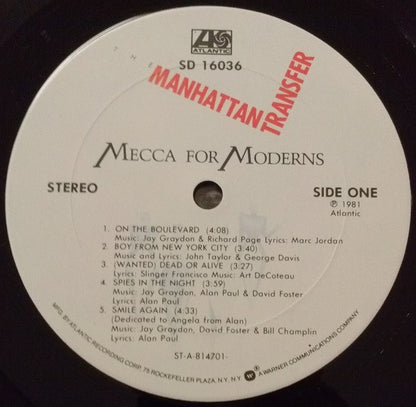 ATLANTIC
SD 16036
THE
MANHATTAN
TRANSFER
MECCA FOR MODERNS
STEREO
SIDE ONE
℗ 1981
Atlantic
1. ON THE BOULEVARD (4:08)
Music: Jay Graydon & Richard Page Lyrics: Marc Jordan
2. BOY FROM NEW YORK CITY (3:40)
Music and Lyrics: John Taylor & George Davis
3. (WANTED) DEAD OR ALIVE (3:27)
Lyrics: Slinger Francisco Music: Art DeCoteau
4. SPIES IN THE NIGHT (3:59)
Music: Jay Graydon, Alan Paul & David Foster
Lyrics: Alan Paul
5. SMILE AGAIN (4:33)
(Dedicated to Angela from Alan)
Music: Jay Graydon, David Foster & Bill Champlin
Lyrics: Alan Paul
ST-A-814701-
MFG. BY ATLANTIC RECORDING CORP., 75 ROCKEFELLER PLAZA, N.Y. N.Y. A WARNER COMMUNICATIONS COMPANY